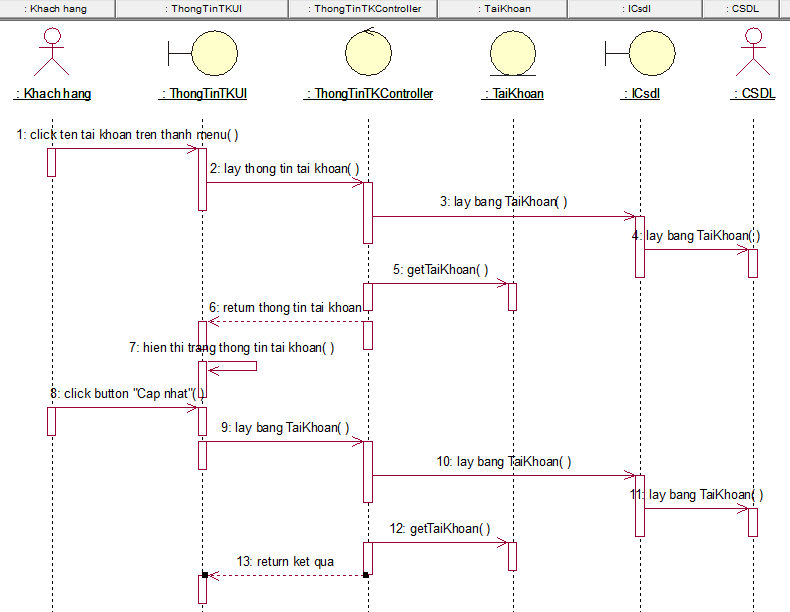 : Khach hang
: ThongTinTKUI
: ThongTinTKController
: TaiKhoan
: ICsdl
: CSDL
: Khach hang
: ThongTinTKUI
: ThongTinTKController
: TaiKhoan
: ICsdl
: CSDL
1: click ten tai khoan tren thanh menu( )
2: lay thong tin tai khoan( )
3: lay bang TaiKhoan( )
4: lay bang TaiKhoan( )
5: getTaiKhoan( )
6: return thong tin tai khoan
7: hien thi trang thong tin tai khoan( )
8: click button "Cap nhat"( )
9: lay bang TaiKhoan( )
10: lay bang TaiKhoan( )
11: lay bang TaiKhoan( )
12: getTaiKhoan( )
13: return ket qua